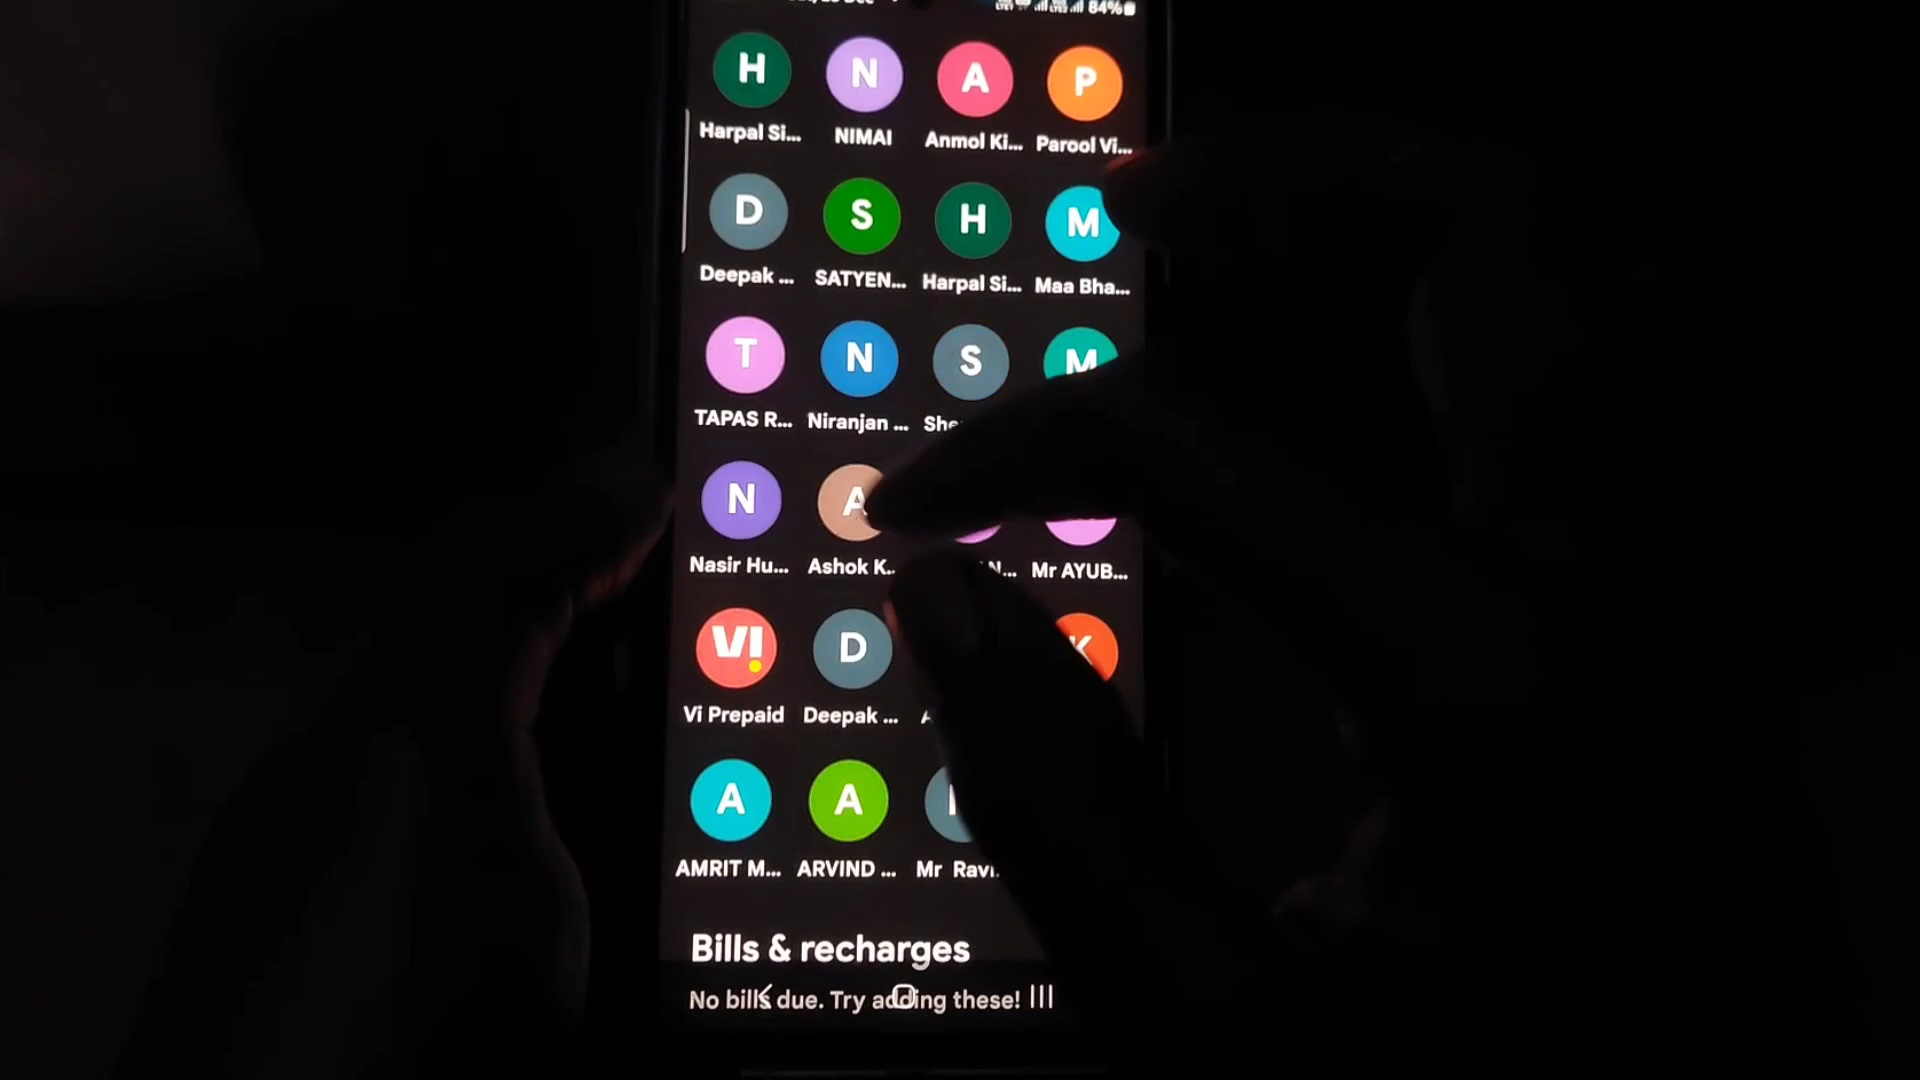 84%
H N A P
Harpal Si... NIMAI Anmol Ki... Parool Vi...
D S H M
Deepak ... SATYEN... Harpal Si... Maa Bha...
T N S M
TAPAS R... Niranjan ...
N A
Nasir Hu... Ashok K.. Mr AYUB...
VI D K
Vi Prepaid Deepak ...
A A
AMRIT M... ARVIND ... Mr Ravi.
Bills & recharges
No bills due. Try adding these!